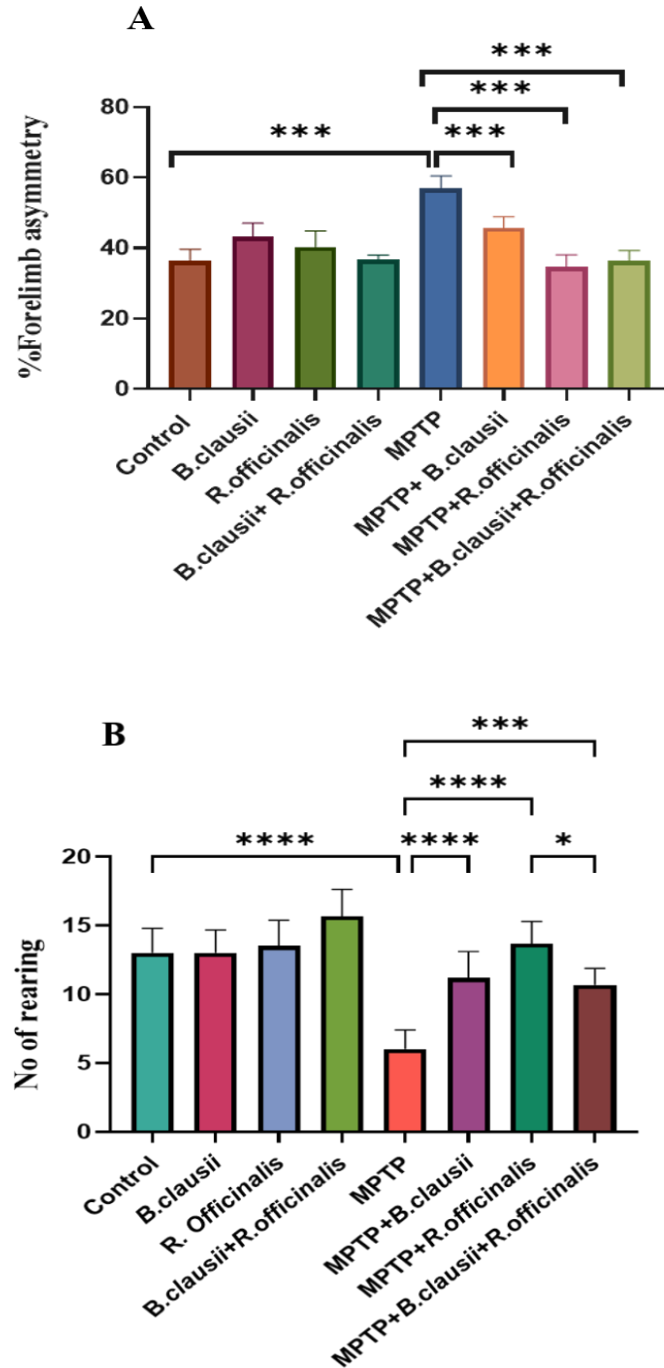 A
***
***
***
***
%Forelimb asymmetry
80
60
40
20
0
Control
B.clausii
R.officinalis
B.clausii+ R.officinalis
MPTP
MPTP+ B.clausii
MPTP+R.officinalis
MPTP+B.clausii+R.officinalis
B
***
****
****
****
*
No of rearing
20
15
10
5
0
Control
B.clausii
R. Officinalis
B.clausii+R.officinalis
MPTP
MPTP+B.clausii
MPTP+R.officinalis
MPTP+B.clausii+R.officinalis